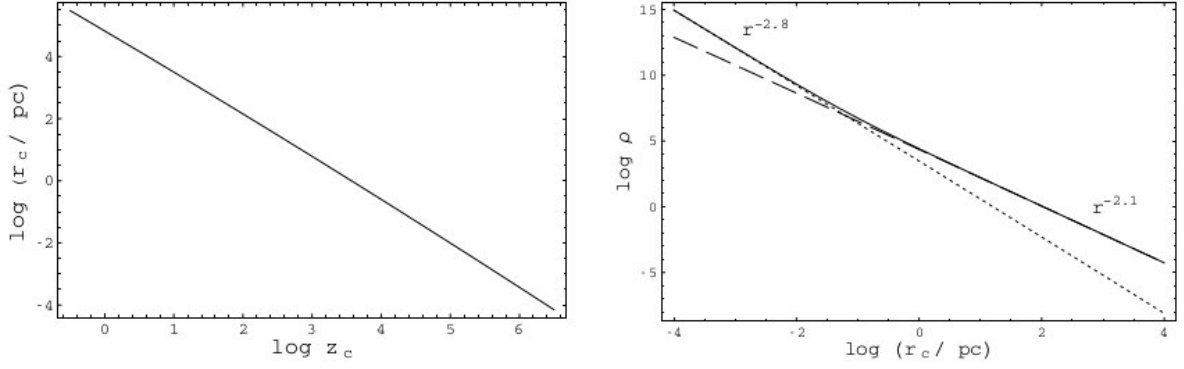 4
2
0
-2
-4
log (r_c/ pc)
0 1 2 3 4 5 6
log z_c
15
10
5
0
-5
log ρ
r^-2.8
r^-2.1
-4 -2 0 2 4
log (r_c/ pc)